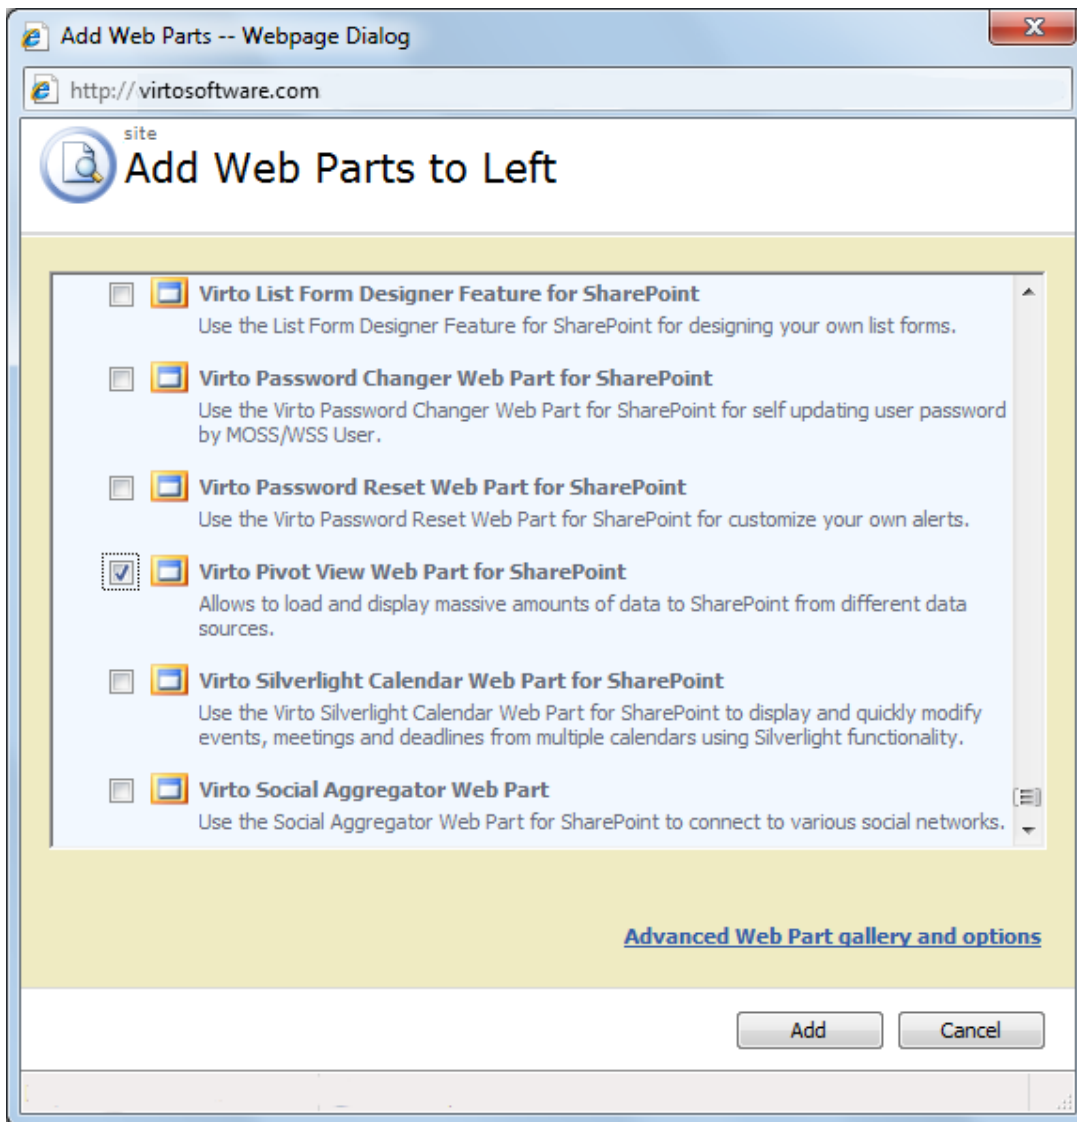 Add Web Parts -- Webpage Dialog
http://virtosoftware.com
site
Add Web Parts to Left
Virto List Form Designer Feature for SharePoint
Use the List Form Designer Feature for SharePoint for designing your own list forms.
Virto Password Changer Web Part for SharePoint
Use the Virto Password Changer Web Part for SharePoint for self updating user password
by MOSS/WSS User.
Virto Password Reset Web Part for SharePoint
Use the Virto Password Reset Web Part for SharePoint for customize your own alerts.
Virto Pivot View Web Part for SharePoint
Allows to load and display massive amounts of data to SharePoint from different data
sources.
Virto Silverlight Calendar Web Part for SharePoint
Use the Virto Silverlight Calendar Web Part for SharePoint to display and quickly modify
events, meetings and deadlines from multiple calendars using Silverlight functionality.
Virto Social Aggregator Web Part
Use the Social Aggregator Web Part for SharePoint to connect to various social networks.
Advanced Web Part gallery and options
Add
Cancel